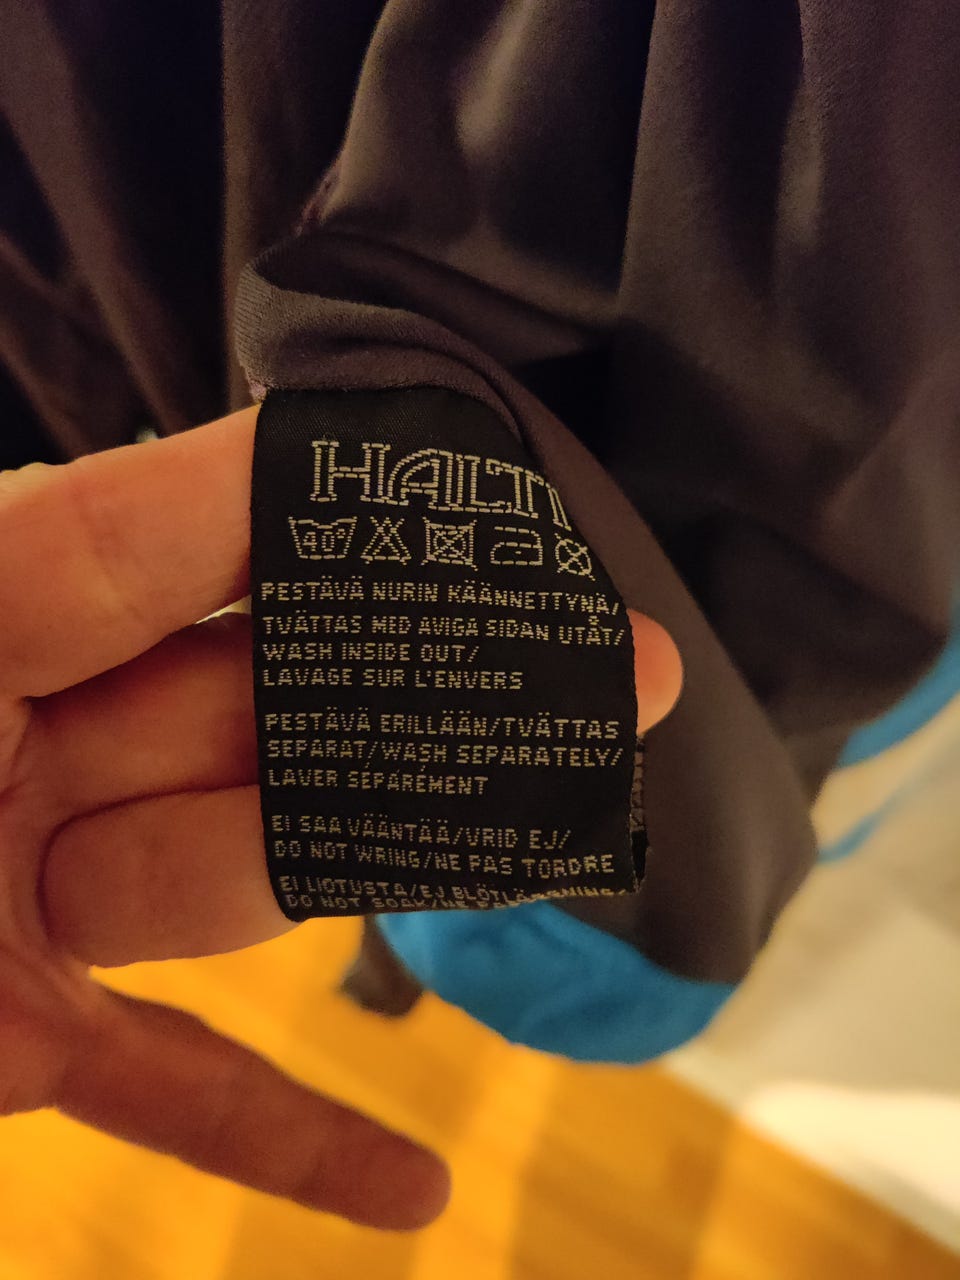 HALTI
40°
PESTÄVÄ NURIN KÄÄNNETTYNÄ/
TVÄTTAS MED AVIGA SIDAN UTÅT/
WASH INSIDE OUT/
LAVAGE SUR L'ENVERS
PESTÄVÄ ERILLÄÄN/TVÄTTAS
SEPARAT/WASH SEPARATELY/
LAVER SÉPARÉMENT
EI SAA VÄÄNTÄÄ/VRID EJ/
DO NOT WRING/NE PAS TORDRE
EI LIOTUSTA/EJ
DO NOT SOAK/NE